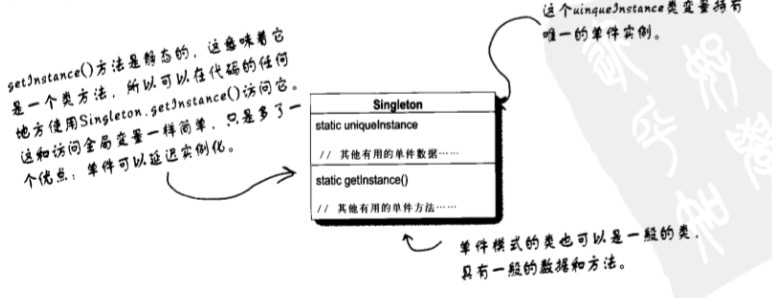 getInstance()方法是静态的，这意味着它
是一个类方法，所以可以在代码的任何
地方使用Singleton.getInstance()访问它。
这和访问全局变量一样简单，只是多了一
个优点：单件可以延迟实例化。
这个uinqueInstance类变量持有
唯一的单件实例。
Singleton
static uniqueInstance
// 其他有用的单件数据……
static getInstance()
// 其他有用的单件方法……
单件模式的类也可以是一般的类，
具有一般的数据和方法。